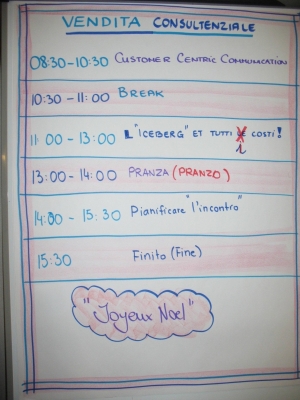 VENDITA CONSULTENZIALE
08:30-10:30 CUSTOMER CENTRIC COMMUNICATION
10:30-11:00 BREAK
11:00-13:00 L'"ICEBERG" ET TUTTI COSTI!
i
13:00-14:00 PRANZA (PRANZO)
14:00-15:30 Pianificare "l'incontro"
15:30 Finito (Fine)
"Joyeux Noel"